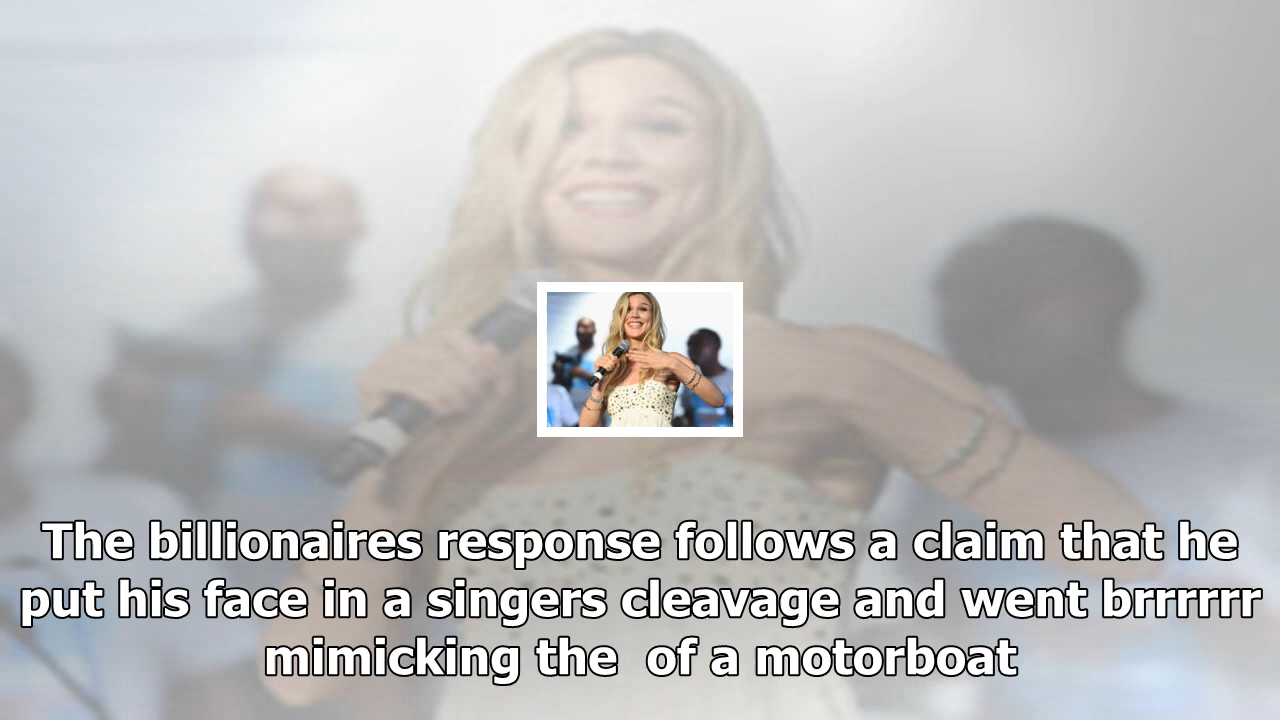 The billionaires response follows a claim that he
put his face in a singers cleavage and went brrrrrr
mimicking the  of a motorboat